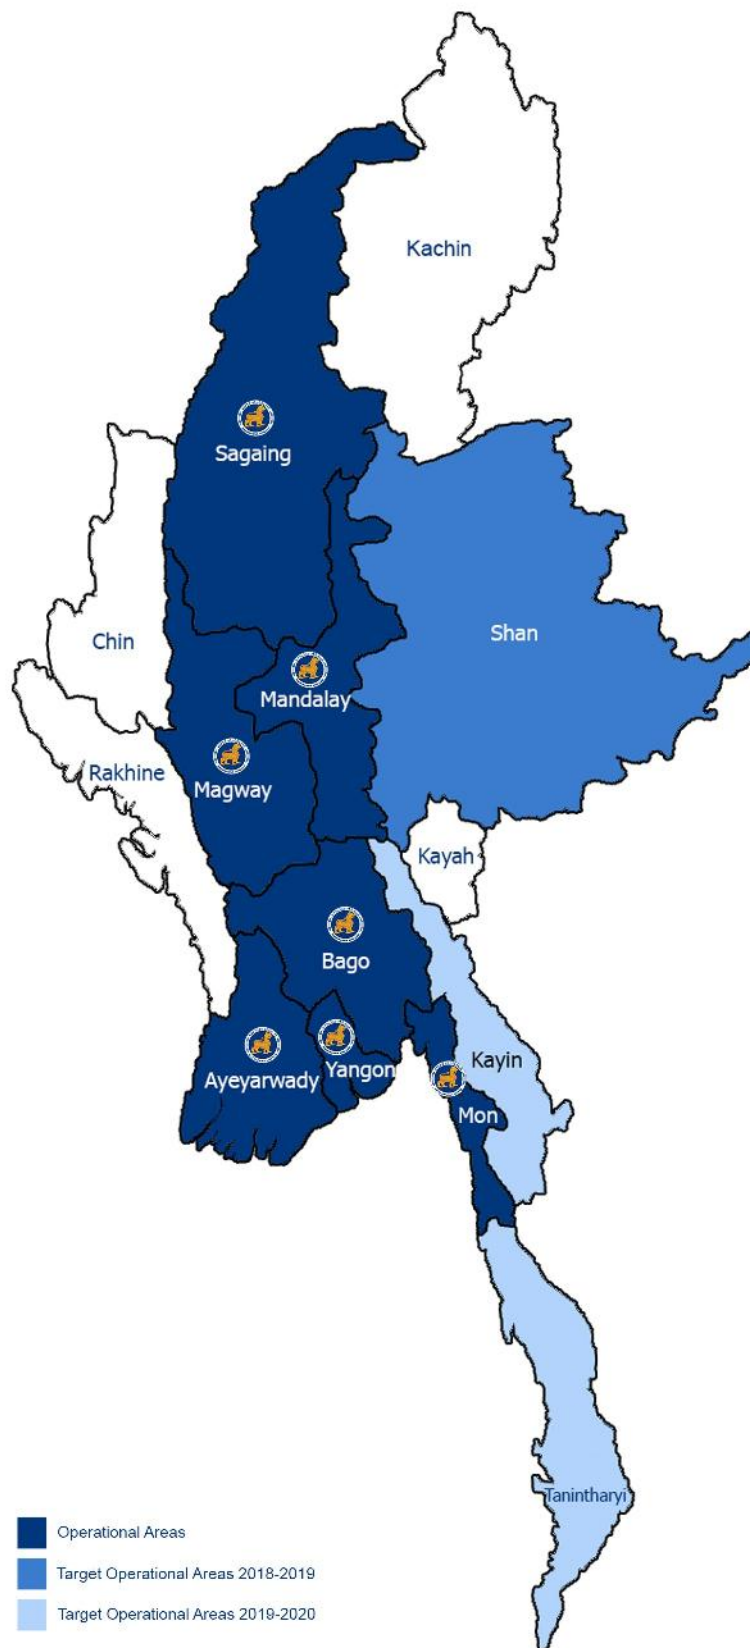 Kachin
Sagaing
Shan
Chin
Mandalay
Rakhine
Magway
Kayah
Bago
Kayin
Yangon
Ayeyarwady
Mon
Tanintharyi
Operational Areas
Target Operational Areas 2018-2019
Target Operational Areas 2019-2020